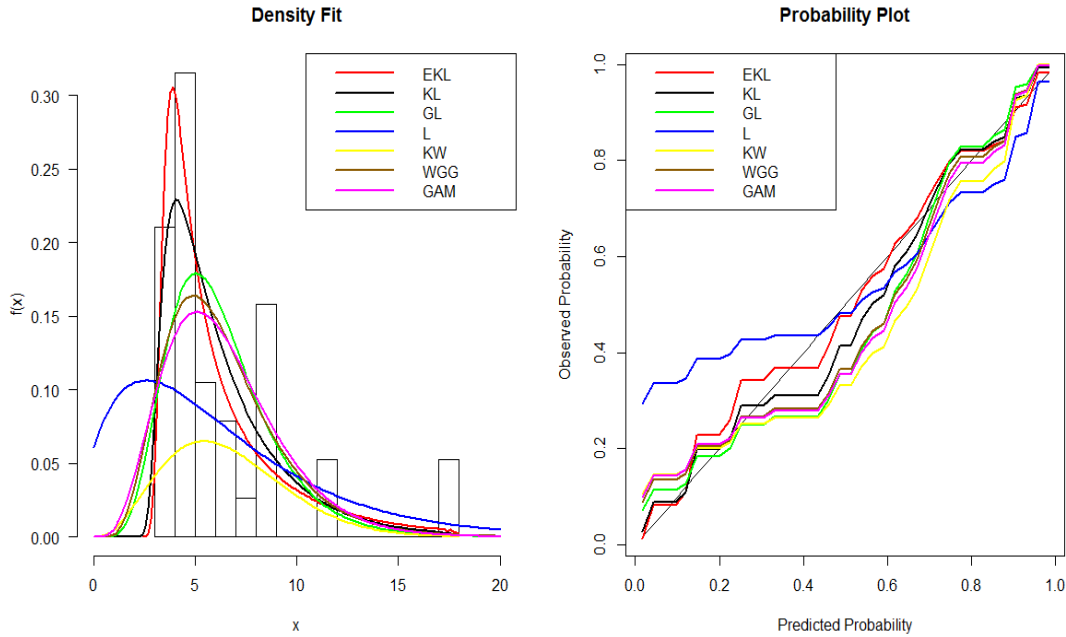 Density Fit
EKL
KL
GL
L
KW
WGG
GAM
0.30
0.25
0.20
0.15
0.10
0.05
0.00
f(x)
0
5
10
15
20
x
Probability Plot
EKL
KL
GL
L
KW
WGG
GAM
1.0
0.8
0.6
0.4
0.2
0.0
Observed Probability
0.0
0.2
0.4
0.6
0.8
1.0
Predicted Probability